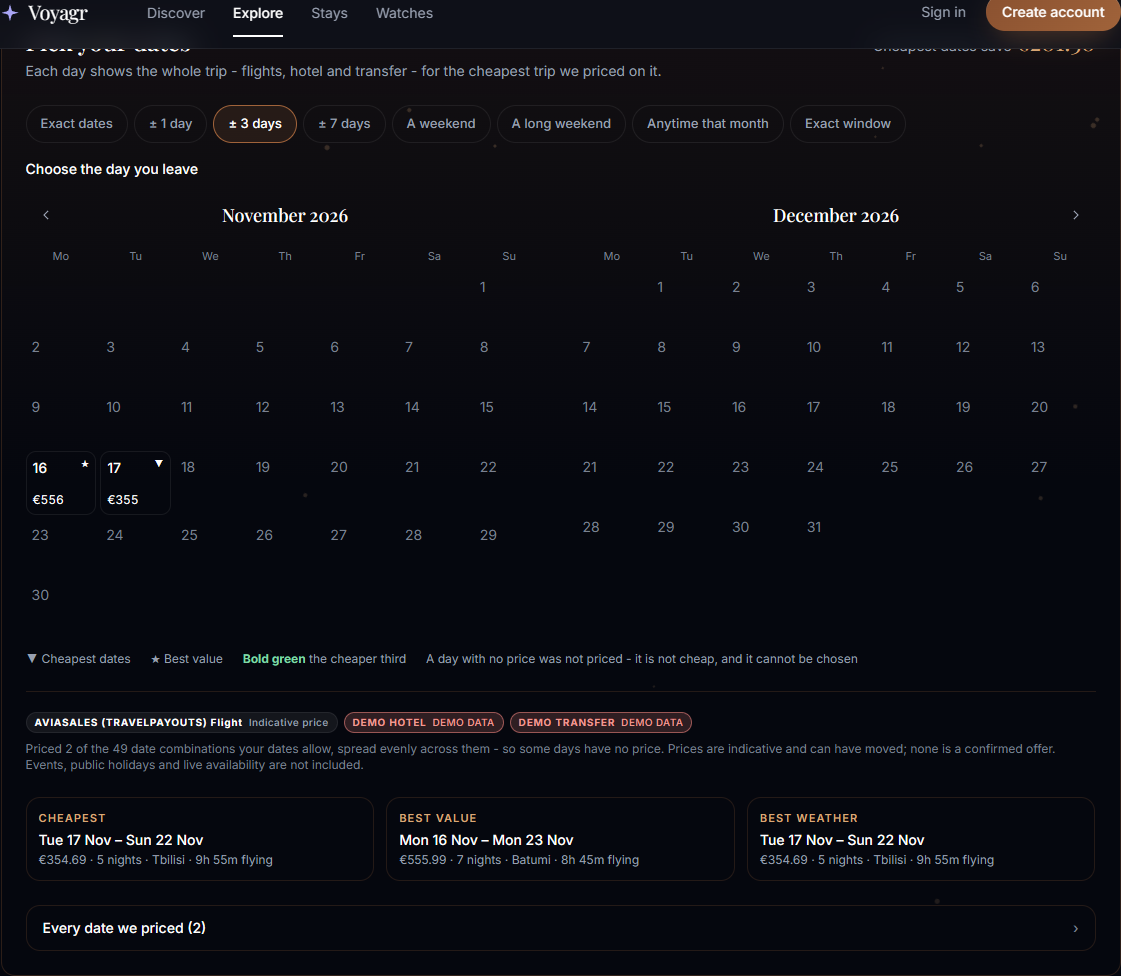 Voyagr
Discover Explore Stays Watches
Sign in Create account
Pick your dates
Cheapest dates save €201.30
Each day shows the whole trip - flights, hotel and transfer - for the cheapest trip we priced on it.
Exact dates ± 1 day ± 3 days ± 7 days A weekend A long weekend Anytime that month Exact window
Choose the day you leave
‹ November 2026
Mo Tu We Th Fr Sa Su
1
2 3 4 5 6 7 8
9 10 11 12 13 14 15
16 ★ 17 ▼ 18 19 20 21 22
€556 €355
23 24 25 26 27 28 29
30
December 2026 ›
Mo Tu We Th Fr Sa Su
1 2 3 4 5 6
7 8 9 10 11 12 13
14 15 16 17 18 19 20
21 22 23 24 25 26 27
28 29 30 31
▼ Cheapest dates ★ Best value Bold green the cheaper third A day with no price was not priced - it is not cheap, and it cannot be chosen
AVIASALES (TRAVELPAYOUTS) Flight Indicative price DEMO HOTEL DEMO DATA DEMO TRANSFER DEMO DATA
Priced 2 of the 49 date combinations your dates allow, spread evenly across them - so some days have no price. Prices are indicative and can have moved; none is a confirmed offer.
Events, public holidays and live availability are not included.
CHEAPEST
Tue 17 Nov – Sun 22 Nov
€354.69 · 5 nights · Tbilisi · 9h 55m flying
BEST VALUE
Mon 16 Nov – Mon 23 Nov
€555.99 · 7 nights · Batumi · 8h 45m flying
BEST WEATHER
Tue 17 Nov – Sun 22 Nov
€354.69 · 5 nights · Tbilisi · 9h 55m flying
Every date we priced (2) ›